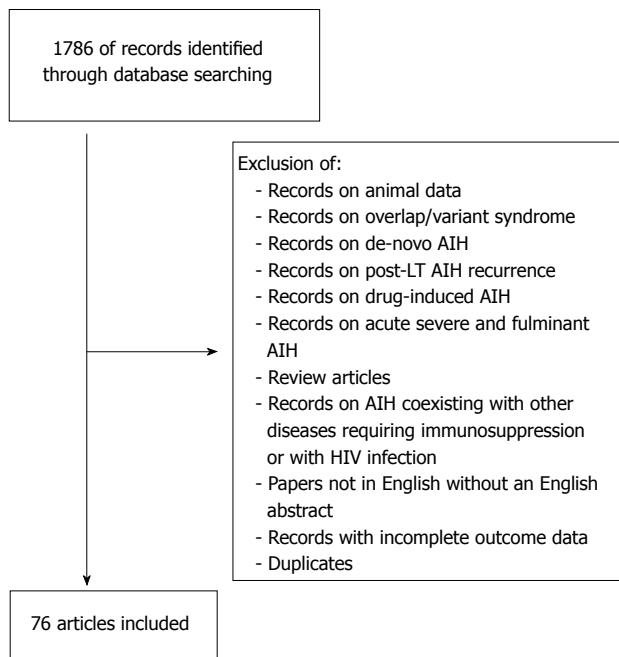 1786 of records identified
through database searching
Exclusion of:
- Records on animal data
- Records on overlap/variant syndrome
- Records on de-novo AIH
- Records on post-LT AIH recurrence
- Records on drug-induced AIH
- Records on acute severe and fulminant
AIH
- Review articles
- Records on AIH coexisting with other
diseases requiring immunosuppression
or with HIV infection
- Papers not in English without an English
abstract
- Records with incomplete outcome data
- Duplicates
76 articles included